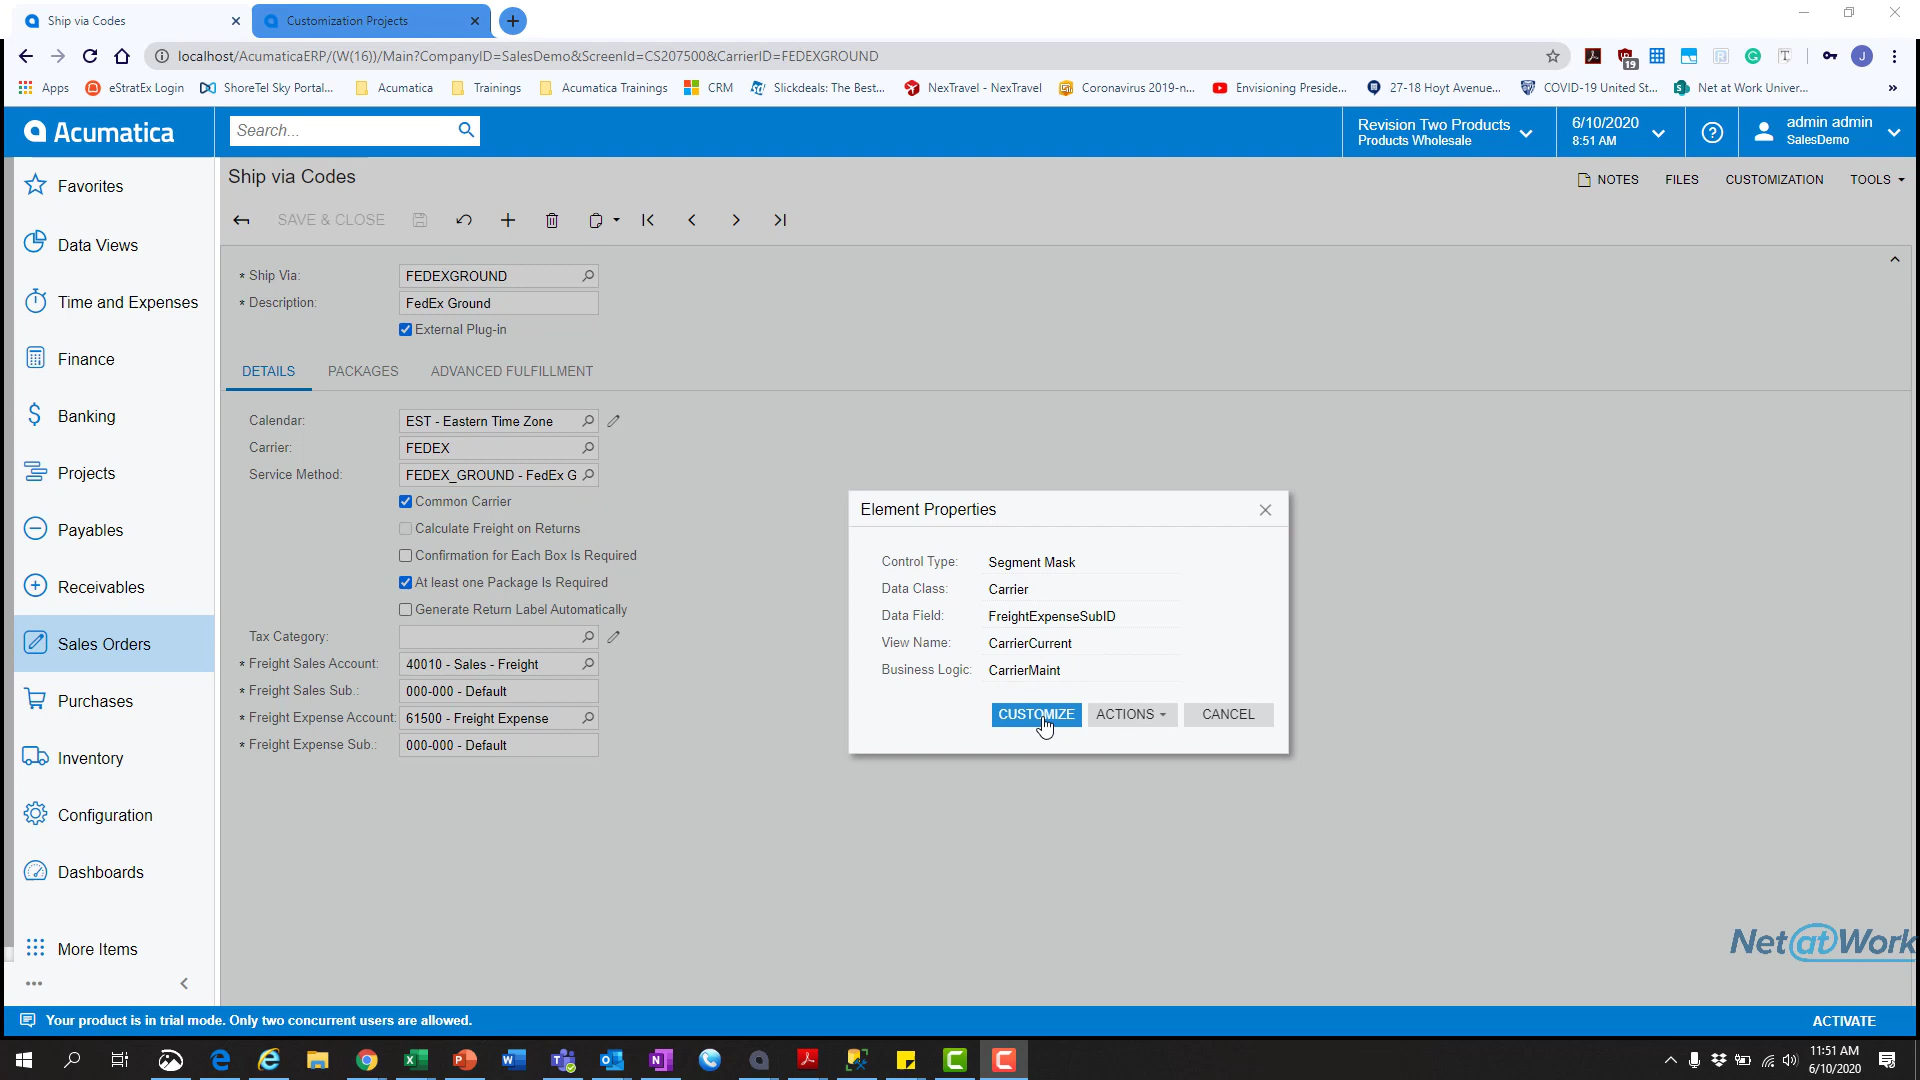 Ship via Codes
Customization Projects
localhost/AcumaticaERP/(W(16))/Main?CompanyID=SalesDemo&ScreenId=CS207500&CarrierID=FEDEXGROUND
19
J
Apps
eStratEx Login
ShoreTel Sky Portal...
Acumatica
Trainings
Acumatica Trainings
CRM
Slickdeals: The Best...
NexTravel - NexTravel
Coronavirus 2019-n...
Envisioning Preside...
27-18 Hoyt Avenue...
COVID-19 United St...
Net at Work Univer...
»
Acumatica
Search...
Revision Two Products
Products Wholesale
6/10/2020
8:51 AM
admin admin
SalesDemo
Favorites
Data Views
Time and Expenses
Finance
Banking
Projects
Payables
Receivables
Sales Orders
Purchases
Inventory
Configuration
Dashboards
More Items
Ship via Codes
NOTES
FILES
CUSTOMIZATION
TOOLS
SAVE & CLOSE
* Ship Via: FEDEXGROUND
* Description: FedEx Ground
External Plug-in
DETAILS
PACKAGES
ADVANCED FULFILLMENT
Calendar: EST - Eastern Time Zone
Carrier: FEDEX
Service Method: FEDEX_GROUND - FedEx G
Common Carrier
Calculate Freight on Returns
Confirmation for Each Box Is Required
At least one Package Is Required
Generate Return Label Automatically
Tax Category:
* Freight Sales Account: 40010 - Sales - Freight
* Freight Sales Sub.: 000-000 - Default
* Freight Expense Account: 61500 - Freight Expense
* Freight Expense Sub.: 000-000 - Default
Element Properties
Control Type: Segment Mask
Data Class: Carrier
Data Field: FreightExpenseSubID
View Name: CarrierCurrent
Business Logic: CarrierMaint
CUSTOMIZE
ACTIONS
CANCEL
Net at Work
Your product is in trial mode. Only two concurrent users are allowed.
ACTIVATE
11:51 AM
6/10/2020